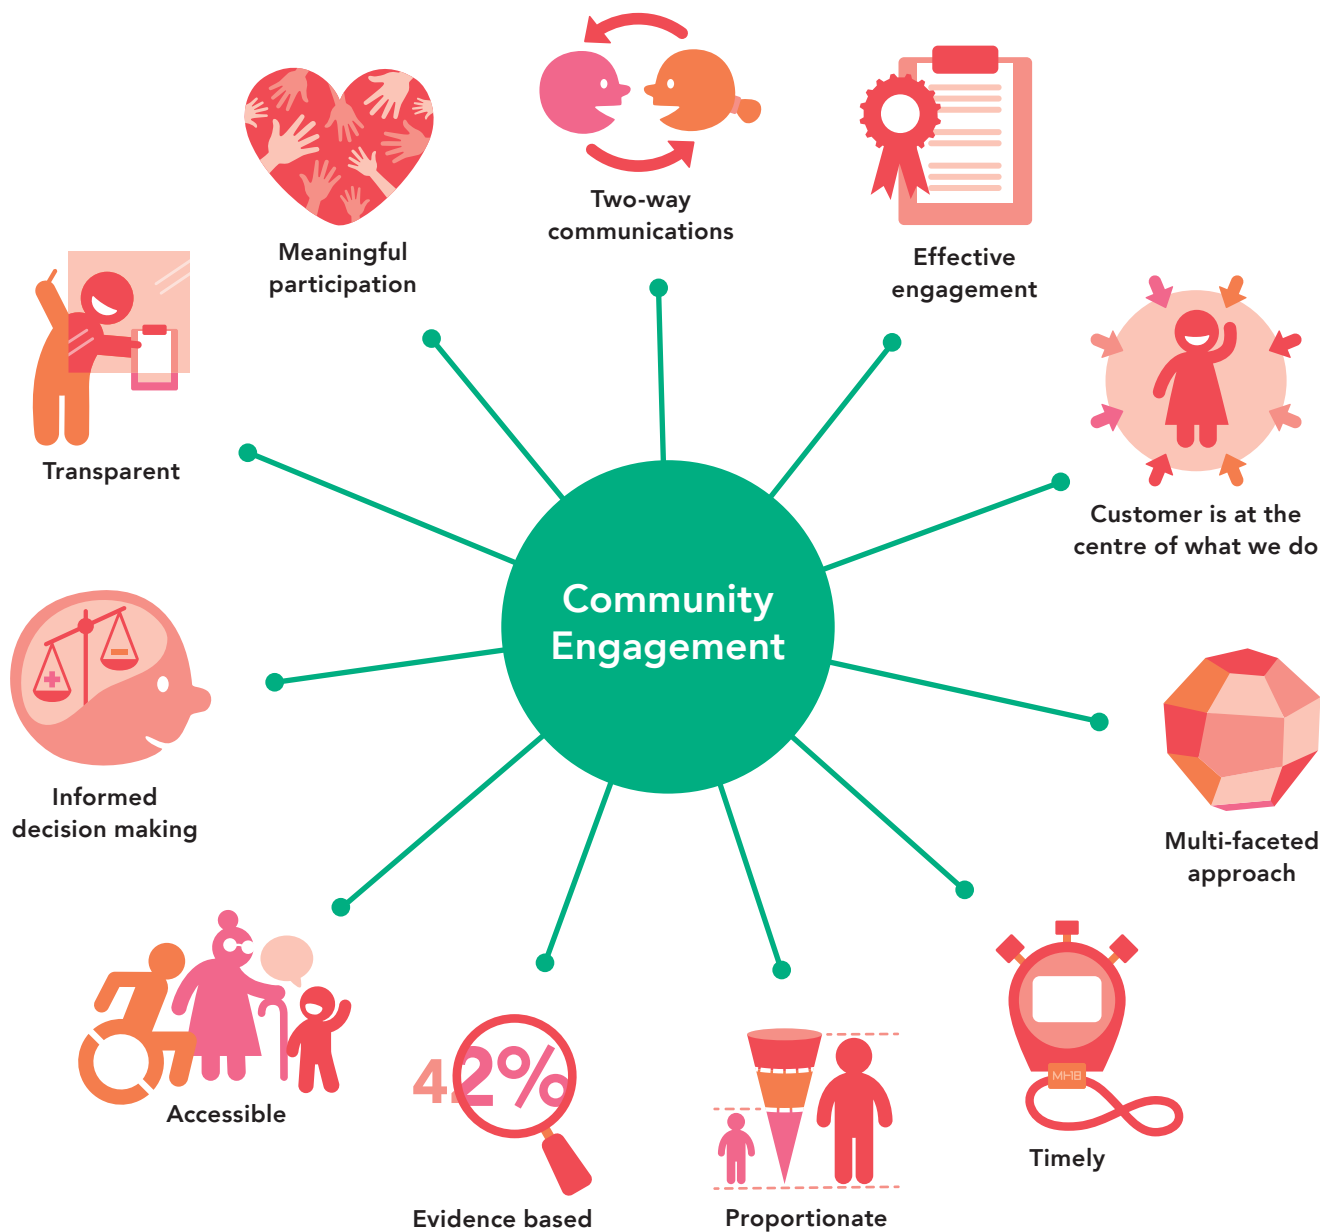 Two-way
communications
Meaningful
participation
Effective
engagement
Transparent
Customer is at the
centre of what we do
Community
Engagement
Informed
decision making
Multi-faceted
approach
Accessible
42%
Evidence based
Proportionate
MH18
Timely